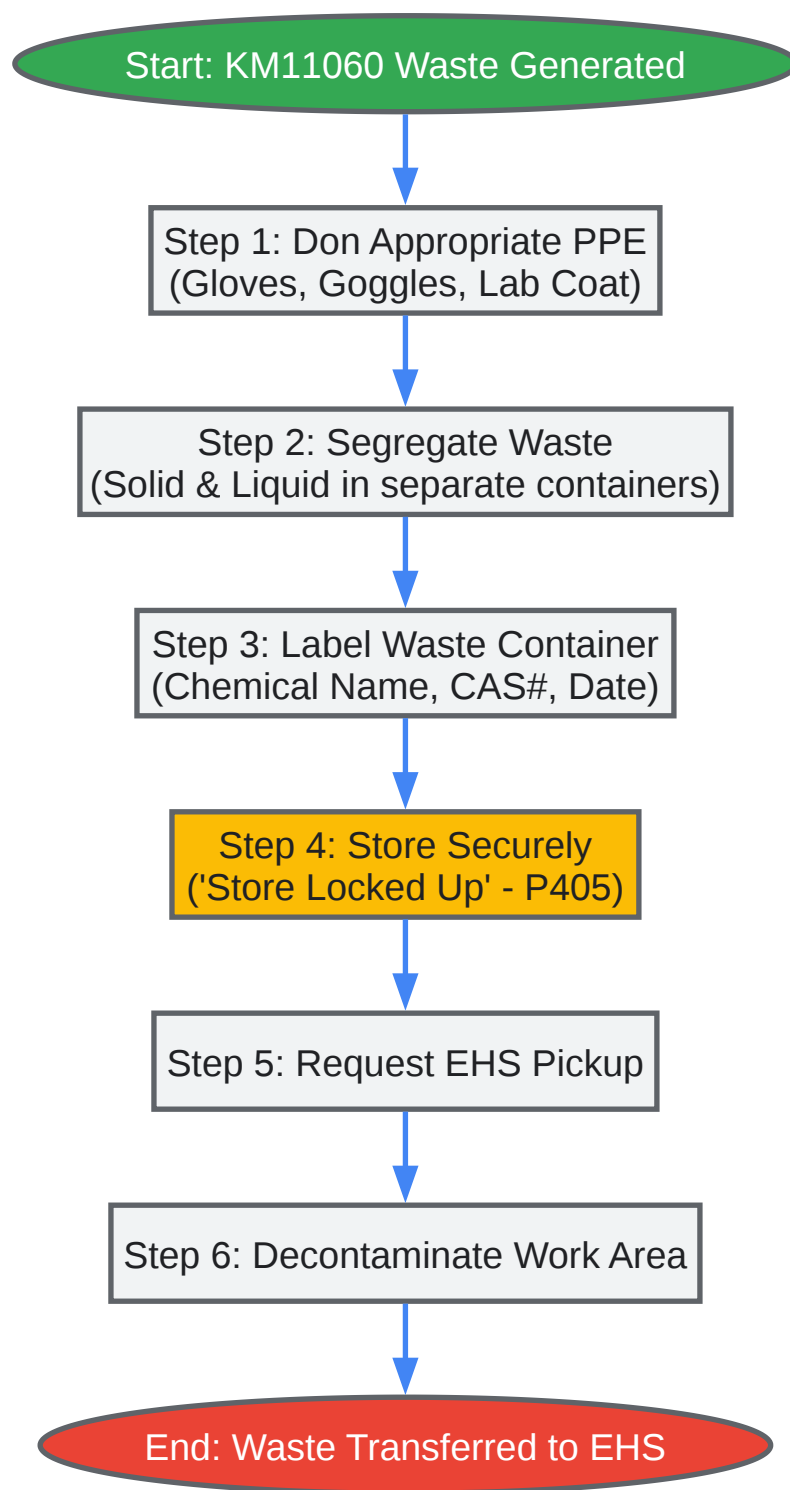 Start: KM11060 Waste Generated
Step 1: Don Appropriate PPE
(Gloves, Goggles, Lab Coat)
Step 2: Segregate Waste
(Solid & Liquid in separate containers)
Step 3: Label Waste Container
(Chemical Name, CAS#, Date)
Step 4: Store Securely
('Store Locked Up' - P405)
Step 5: Request EHS Pickup
Step 6: Decontaminate Work Area
End: Waste Transferred to EHS